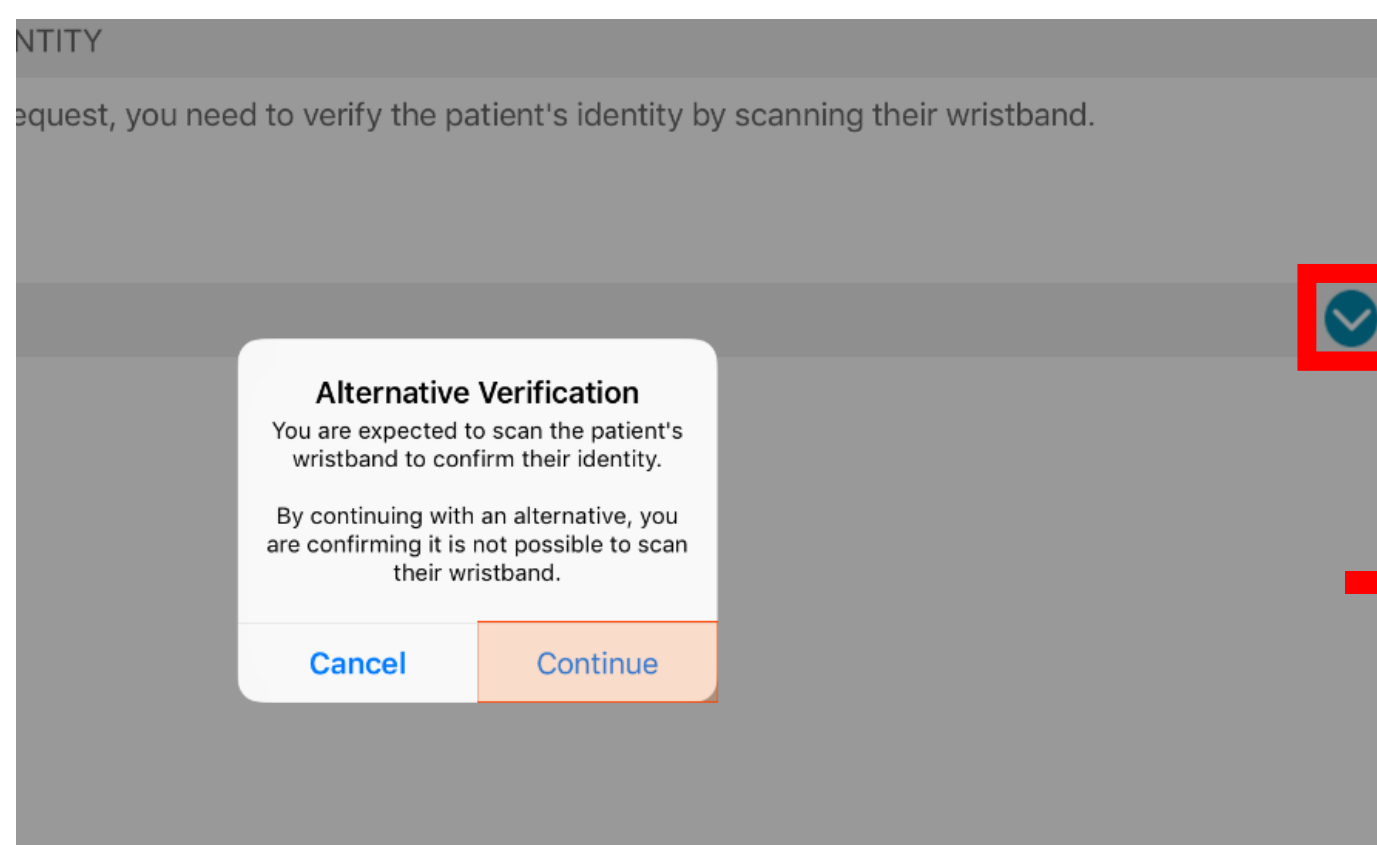 NTITY
equest, you need to verify the patient's identity by scanning their wristband.
Alternative Verification
You are expected to scan the patient's
wristband to confirm their identity.
By continuing with an alternative, you
are confirming it is not possible to scan
their wristband.
Cancel
Continue